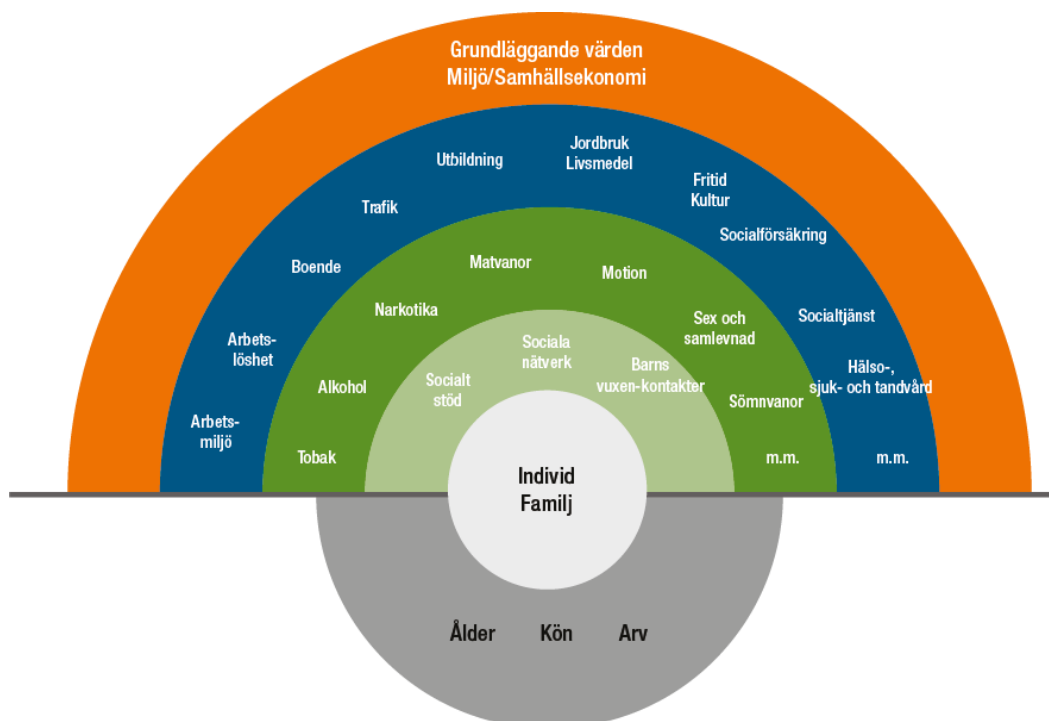 Grundläggande värden
Miljö/Samhällsekonomi
Utbildning
Jordbruk
Livsmedel
Fritid
Kultur
Trafik
Socialförsäkring
Boende
Socialtjänst
Arbets-
löshet
Hälso-,
sjuk- och tandvård
Arbets-
miljö
m.m.
Matvanor
Motion
Narkotika
Sex och
samlevnad
Alkohol
Sömnvanor
Tobak
m.m.
Socialt
stöd
Sociala
nätverk
Barns
vuxen-kontakter
Individ
Familj
Ålder Kön Arv